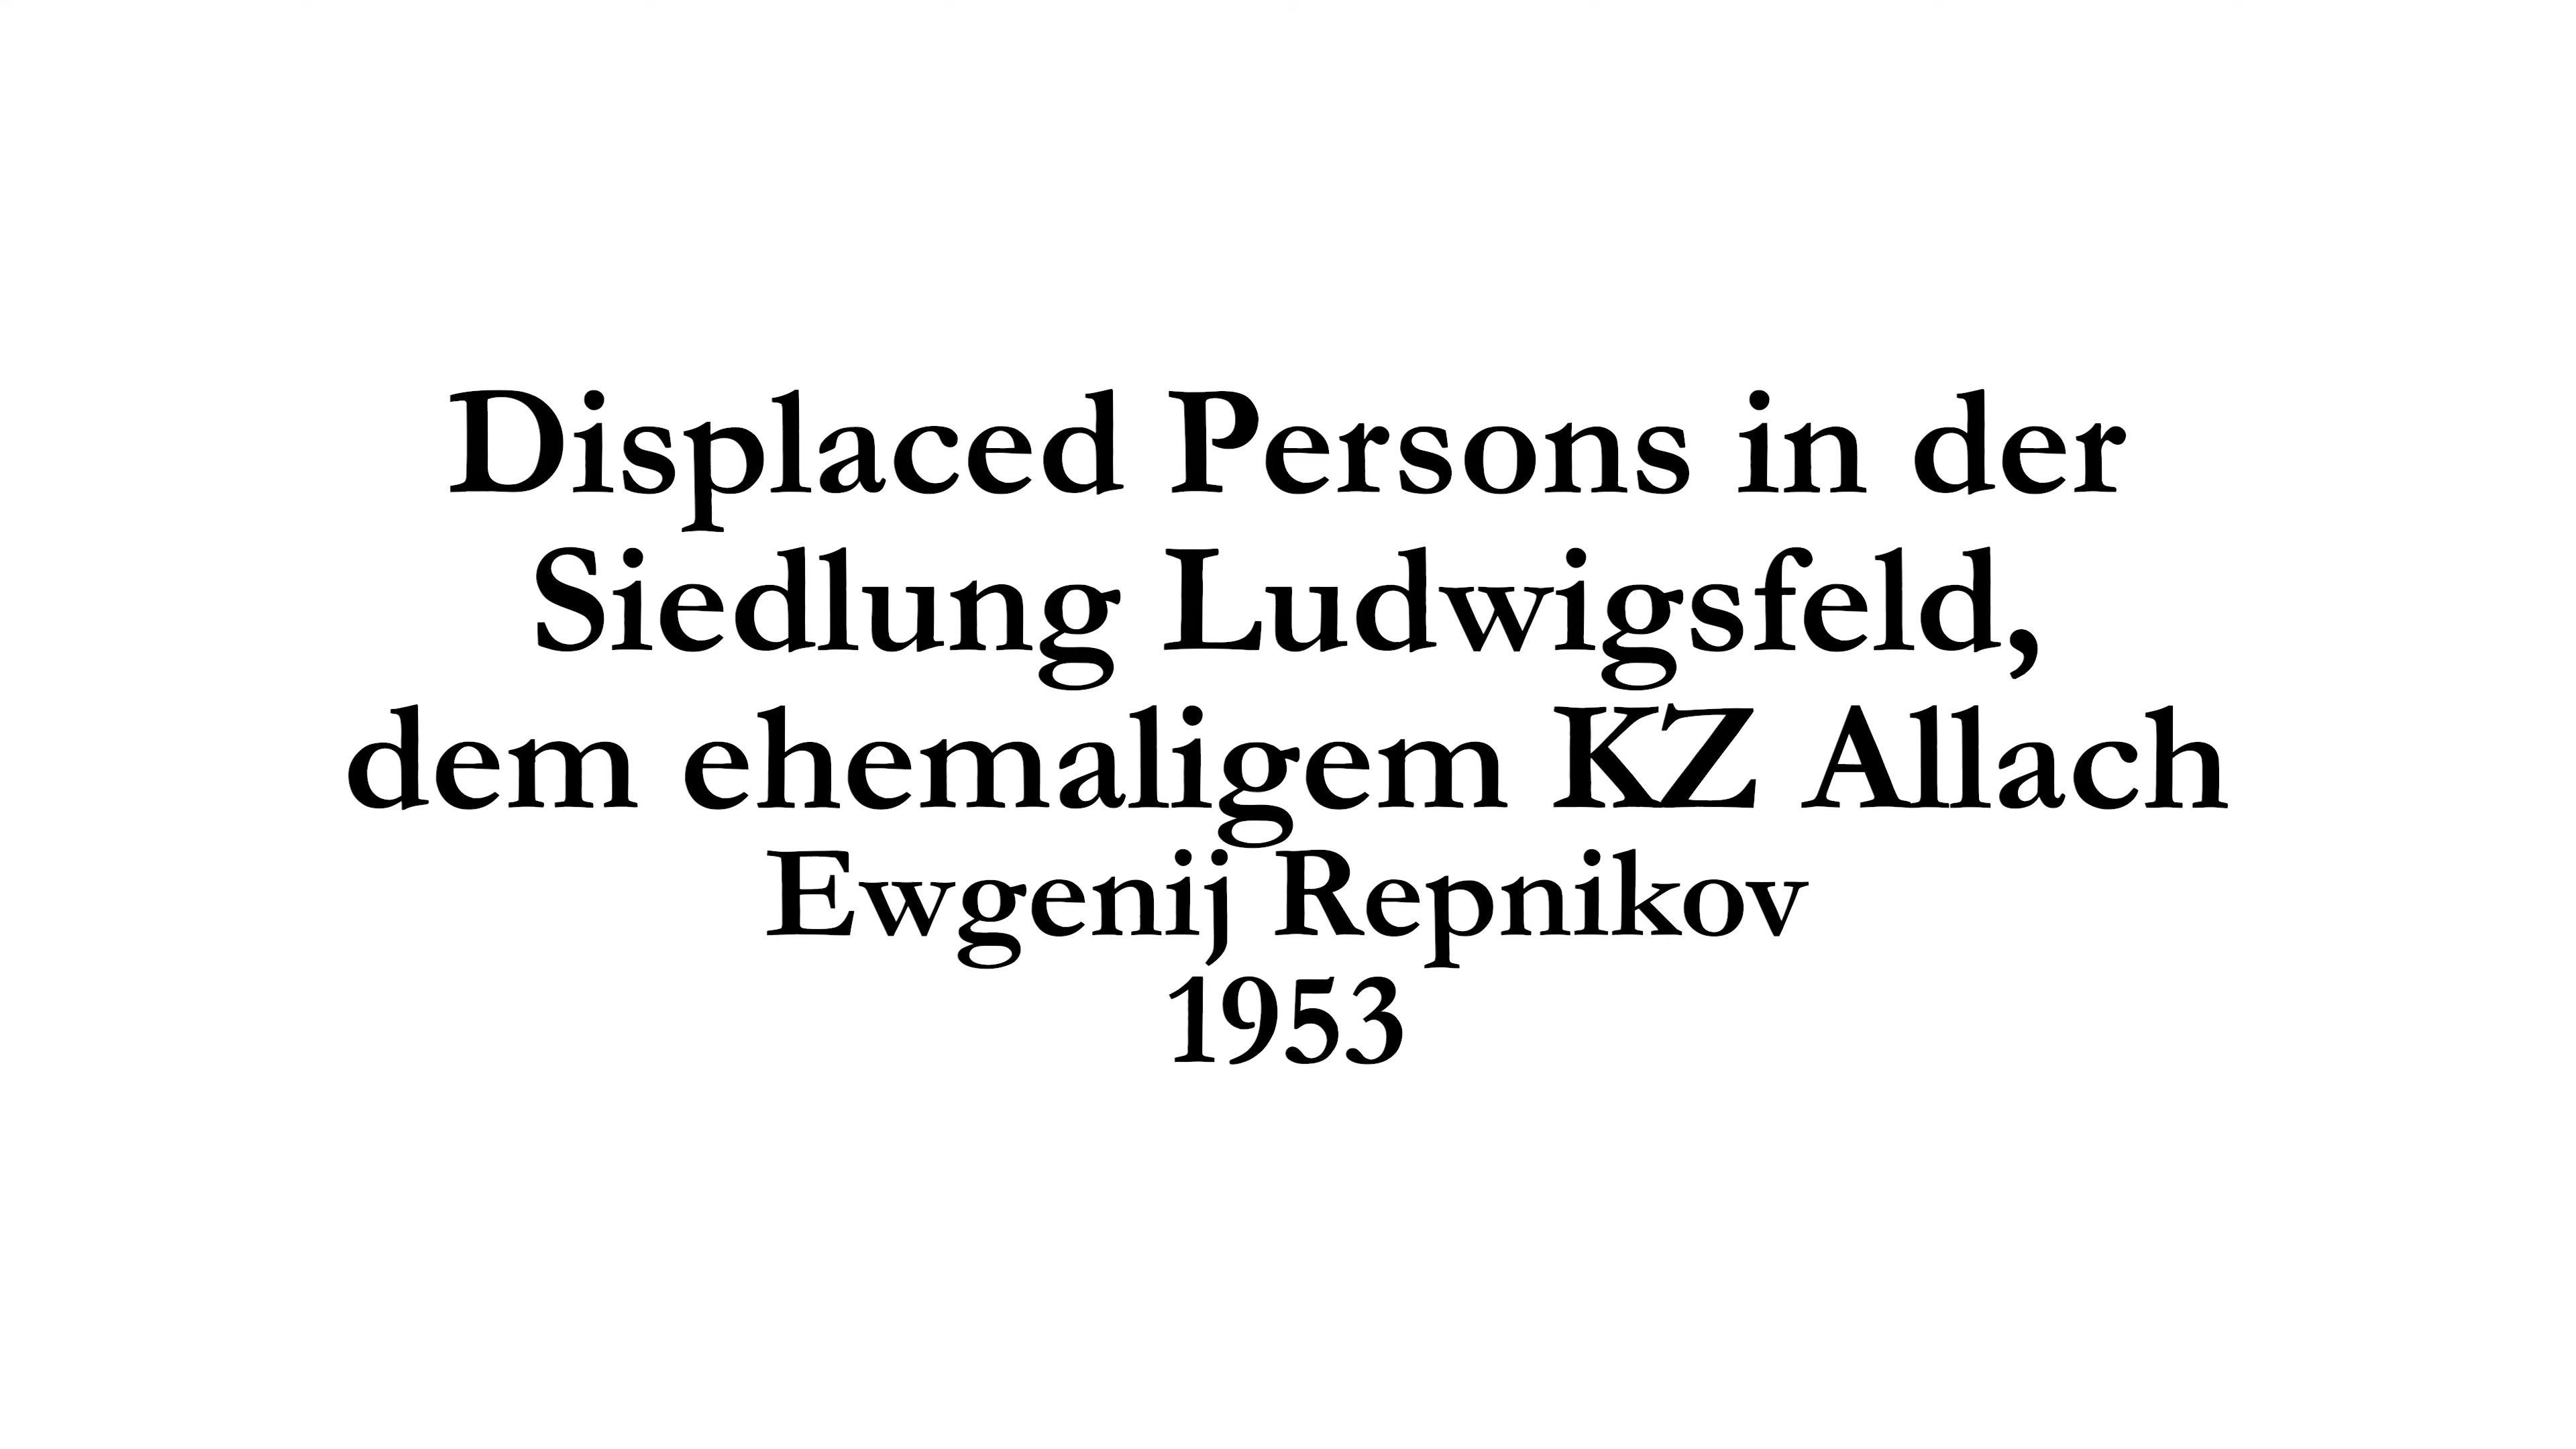 Displaced Persons in der
Siedlung Ludwigsfeld,
dem ehemaligem KZ Allach
Ewgenij Repnikov
1953